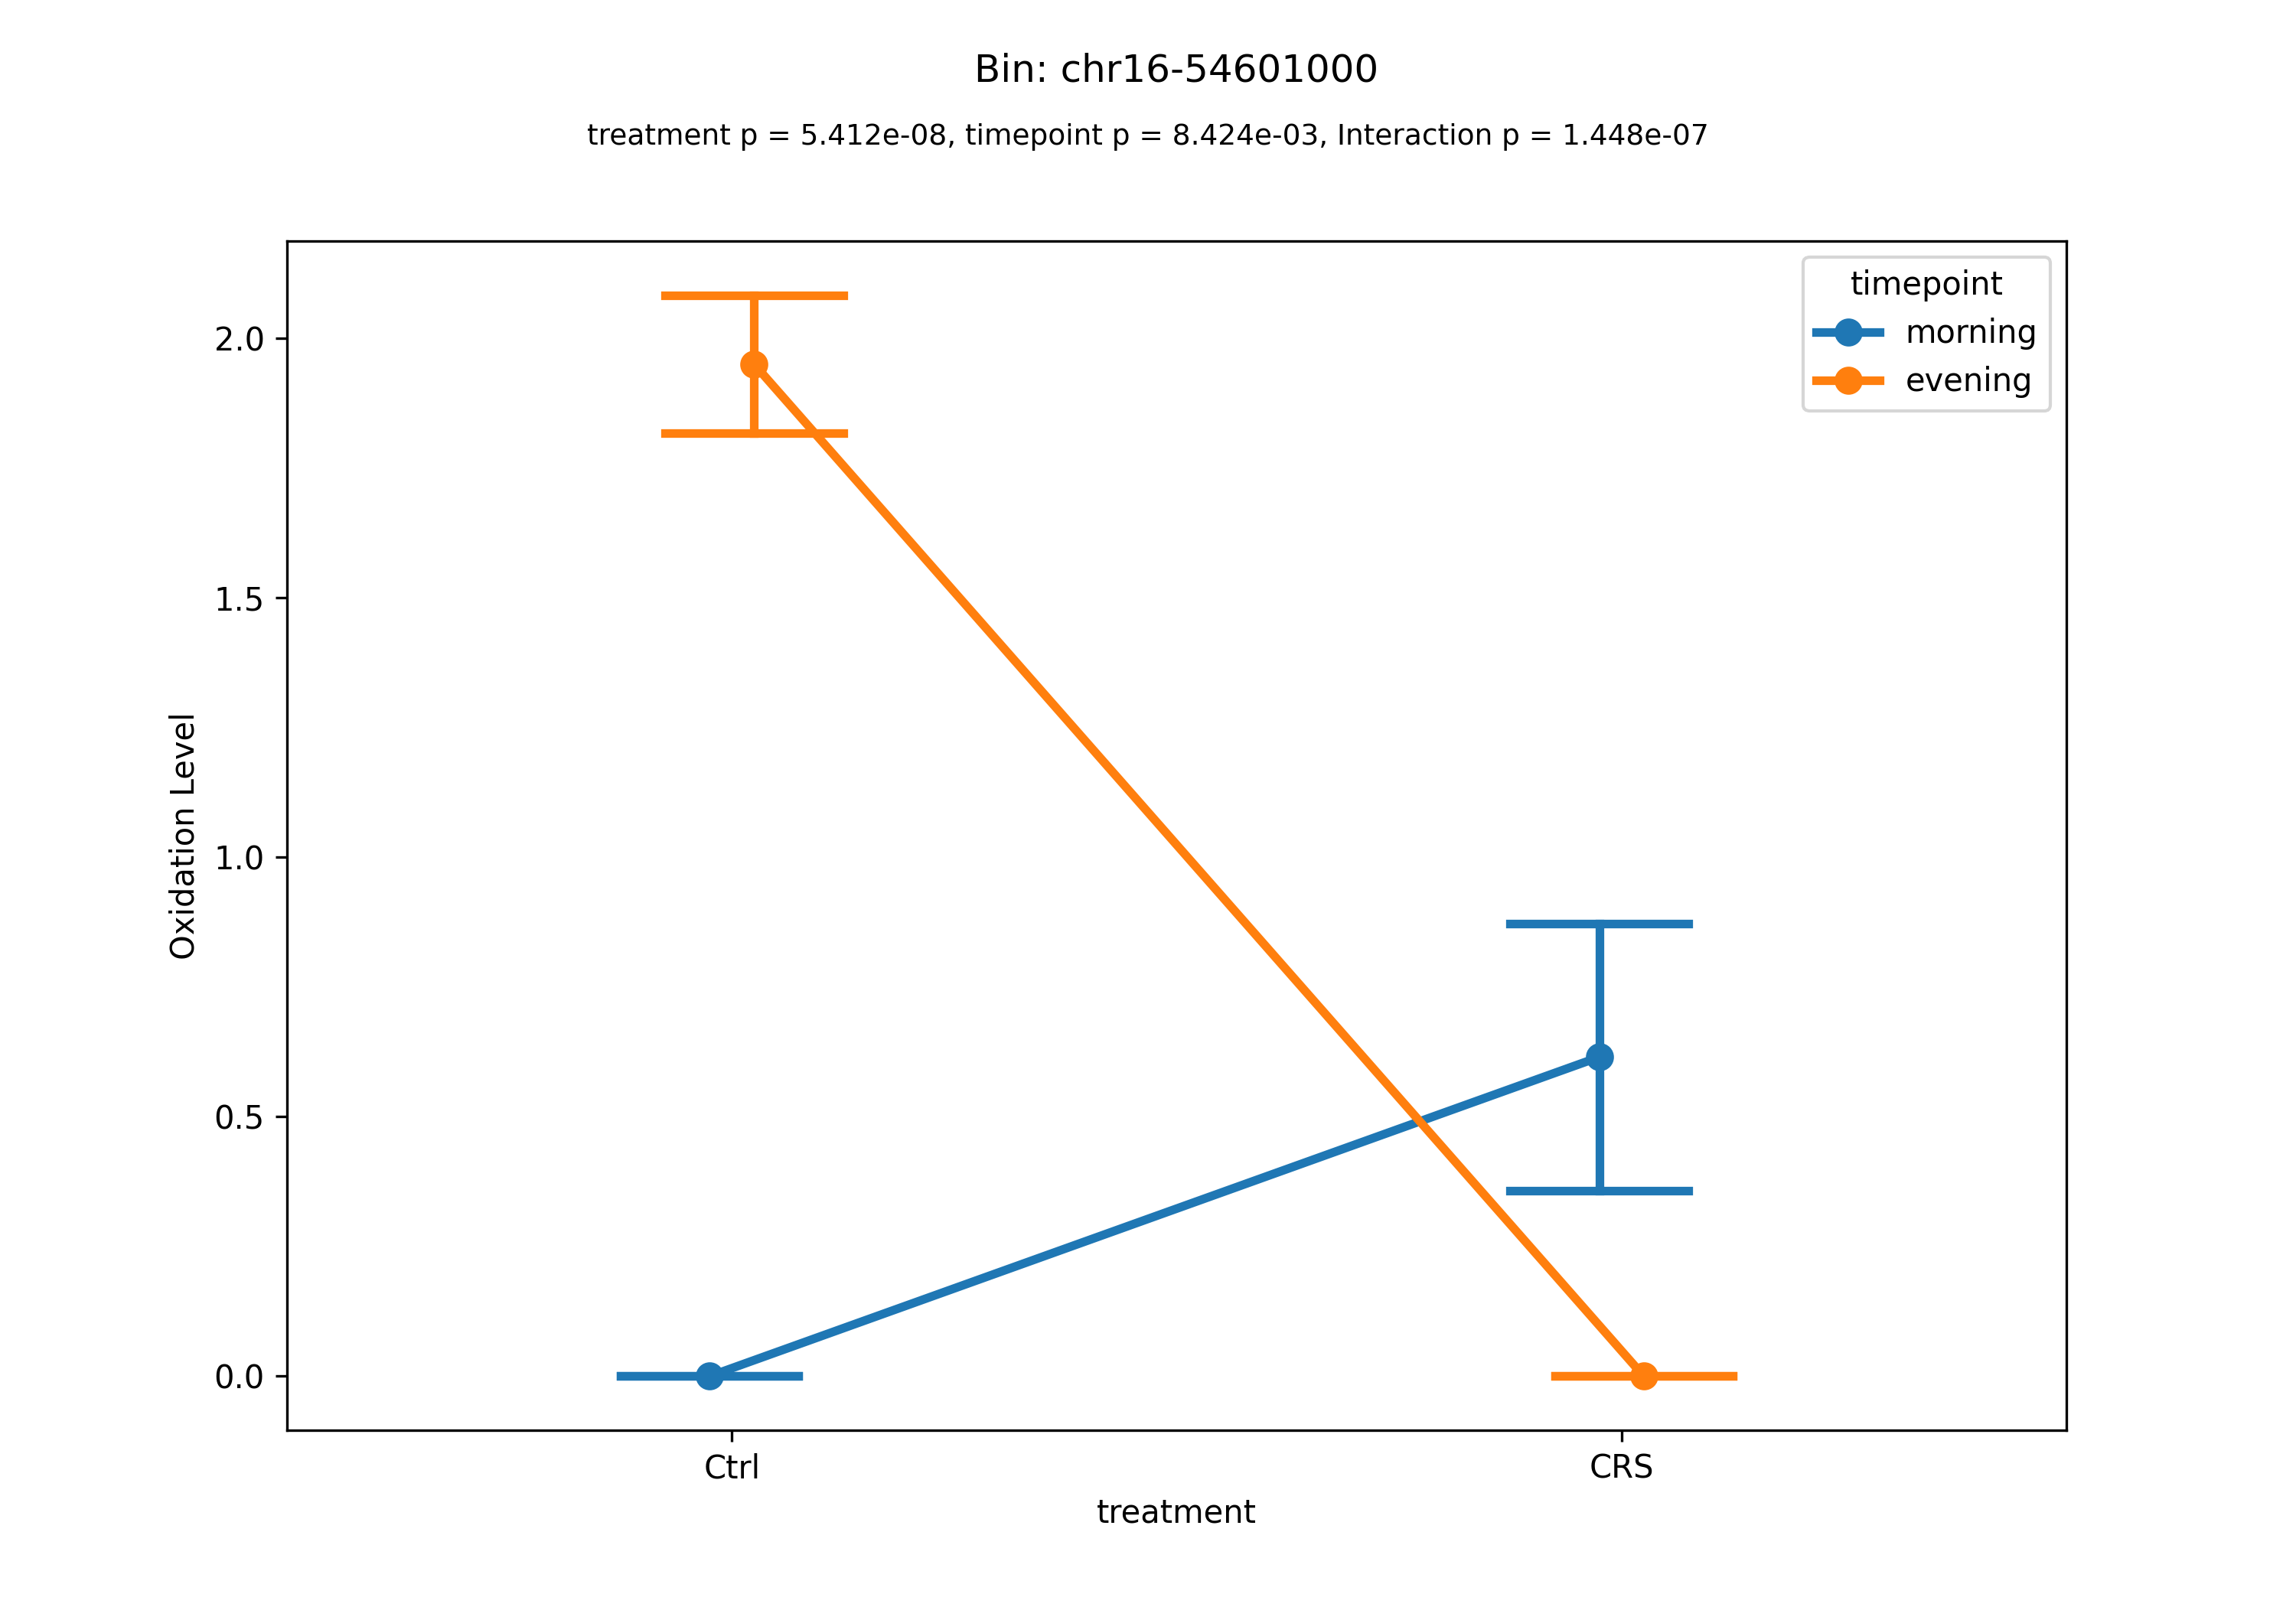 Bin: chr16-54601000
treatment p = 5.412e-08, timepoint p = 8.424e-03, Interaction p = 1.448e-07
timepoint
morning
evening
2.0
1.5
1.0
0.5
0.0
Oxidation Level
Ctrl
CRS
treatment